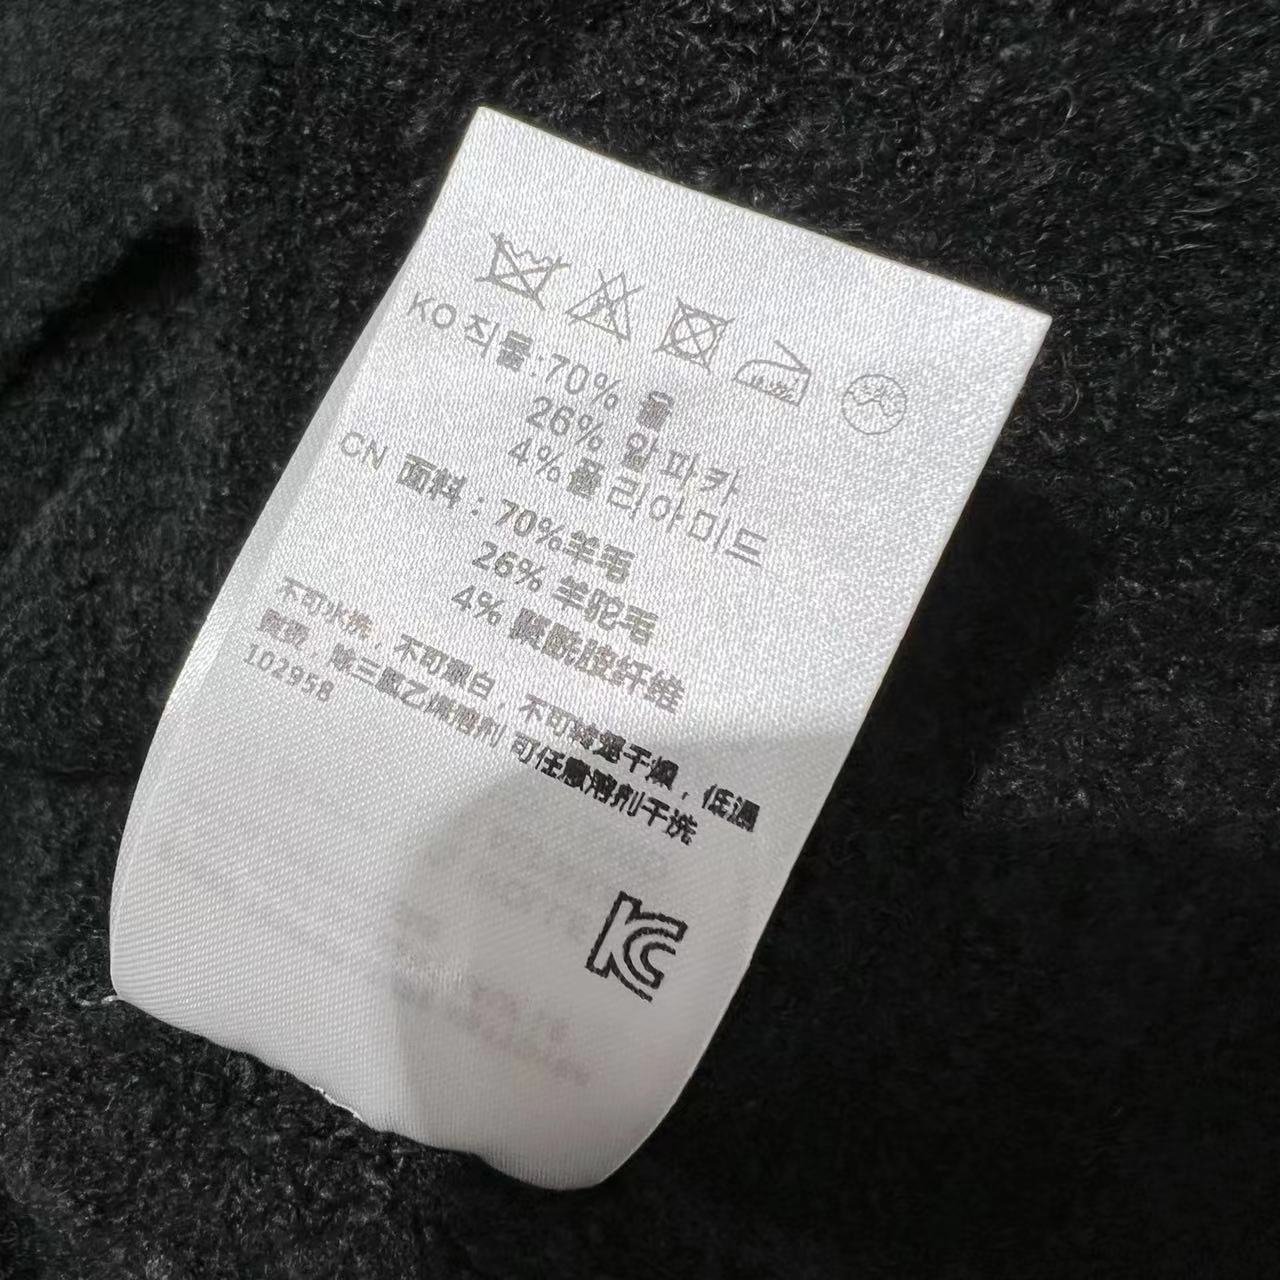 KO 직물:70% 울
26% 알파카
4% 폴리아미드
CN 面料：70%羊毛
26% 羊驼毛
4% 聚酰胺纤维
不可水洗，不可漂白，不可转笼干燥，低温
熨烫，除三氯乙烯溶剂 可任意溶剂干洗
102958
KC